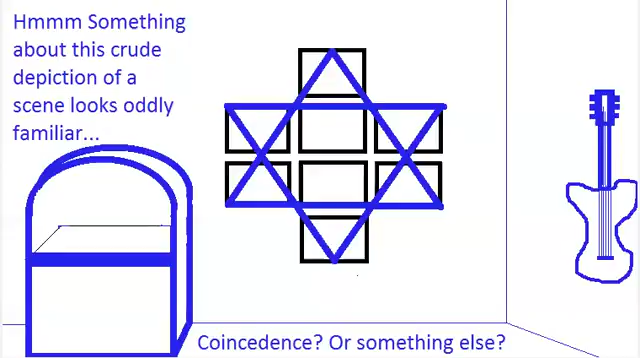 Hmmm Something
about this crude
depiction of a
scene looks oddly
familiar...
Coincedence? Or something else?